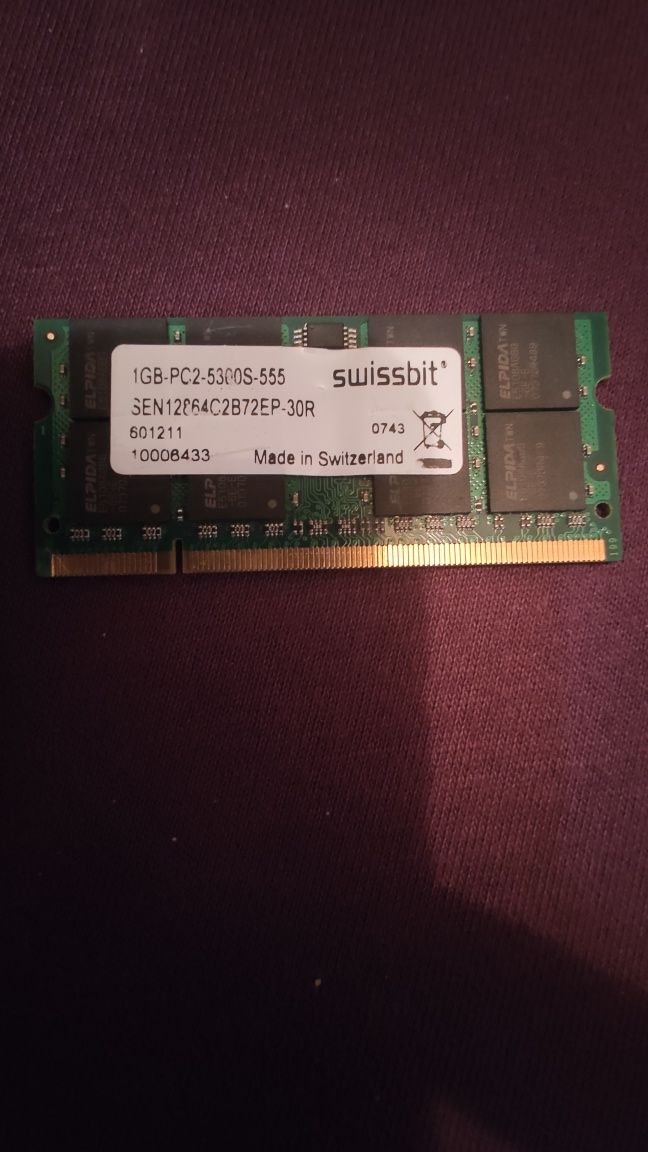 1GB-PC2-5300S-555
swissbit®
SEN12864C2B72EP-30R
601211
0743
10006433
Made in Switzerland
ELPIDA
ELPIDA
ELPIDA
ELPIDA